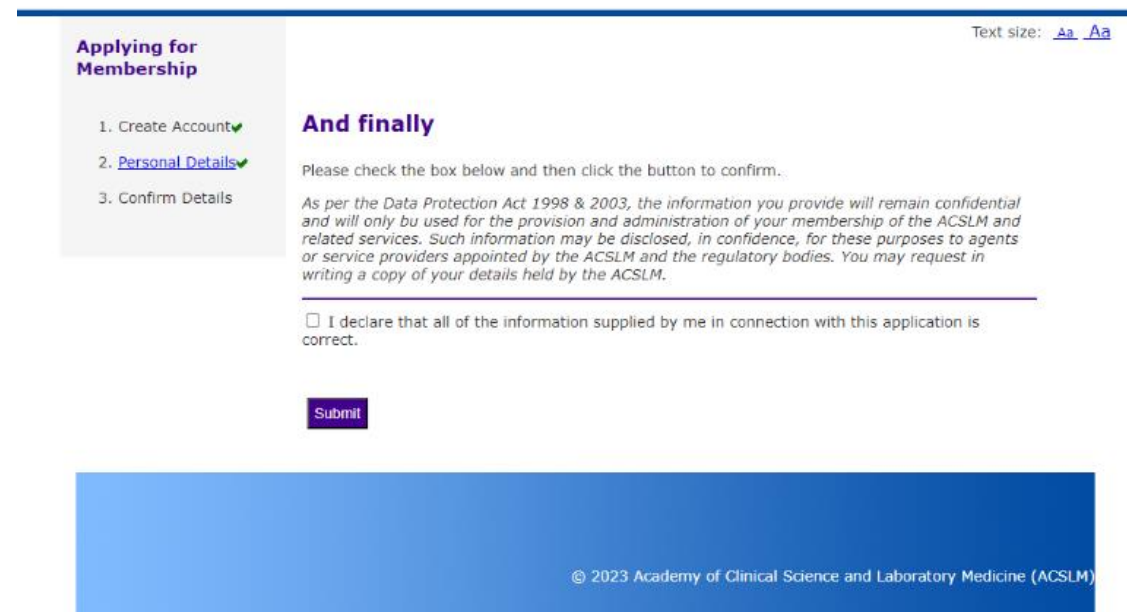 Text size: Aa Aa
Applying for
Membership
1. Create Account
2. Personal Details
3. Confirm Details
And finally
Please check the box below and then click the button to confirm.
As per the Data Protection Act 1998 & 2003, the information you provide will remain confidential
and will only bu used for the provision and administration of your membership of the ACSLM and
related services. Such information may be disclosed, in confidence, for these purposes to agents
or service providers appointed by the ACSLM and the regulatory bodies. You may request in
writing a copy of your details held by the ACSLM.
I declare that all of the information supplied by me in connection with this application is
correct.
Submit
© 2023 Academy of Clinical Science and Laboratory Medicine (ACSLM)